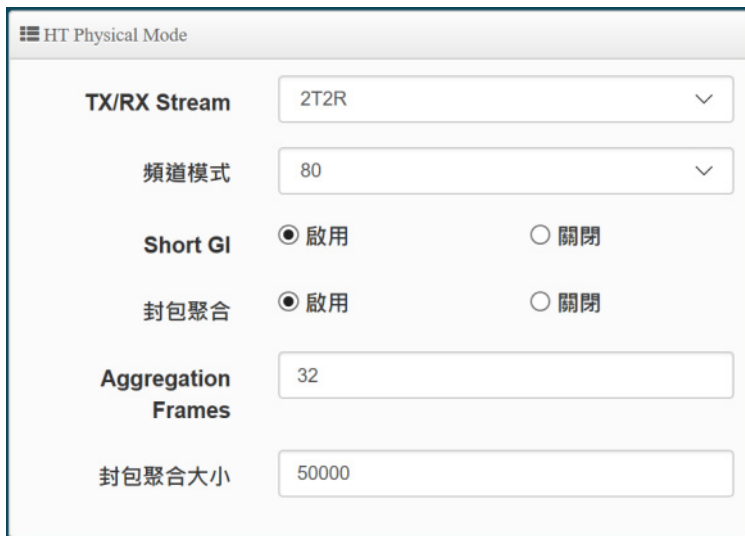 HT Physical Mode
TX/RX Stream 2T2R
頻道模式 80
Short GI 啟用 關閉
封包聚合 啟用 關閉
Aggregation Frames 32
封包聚合大小 50000